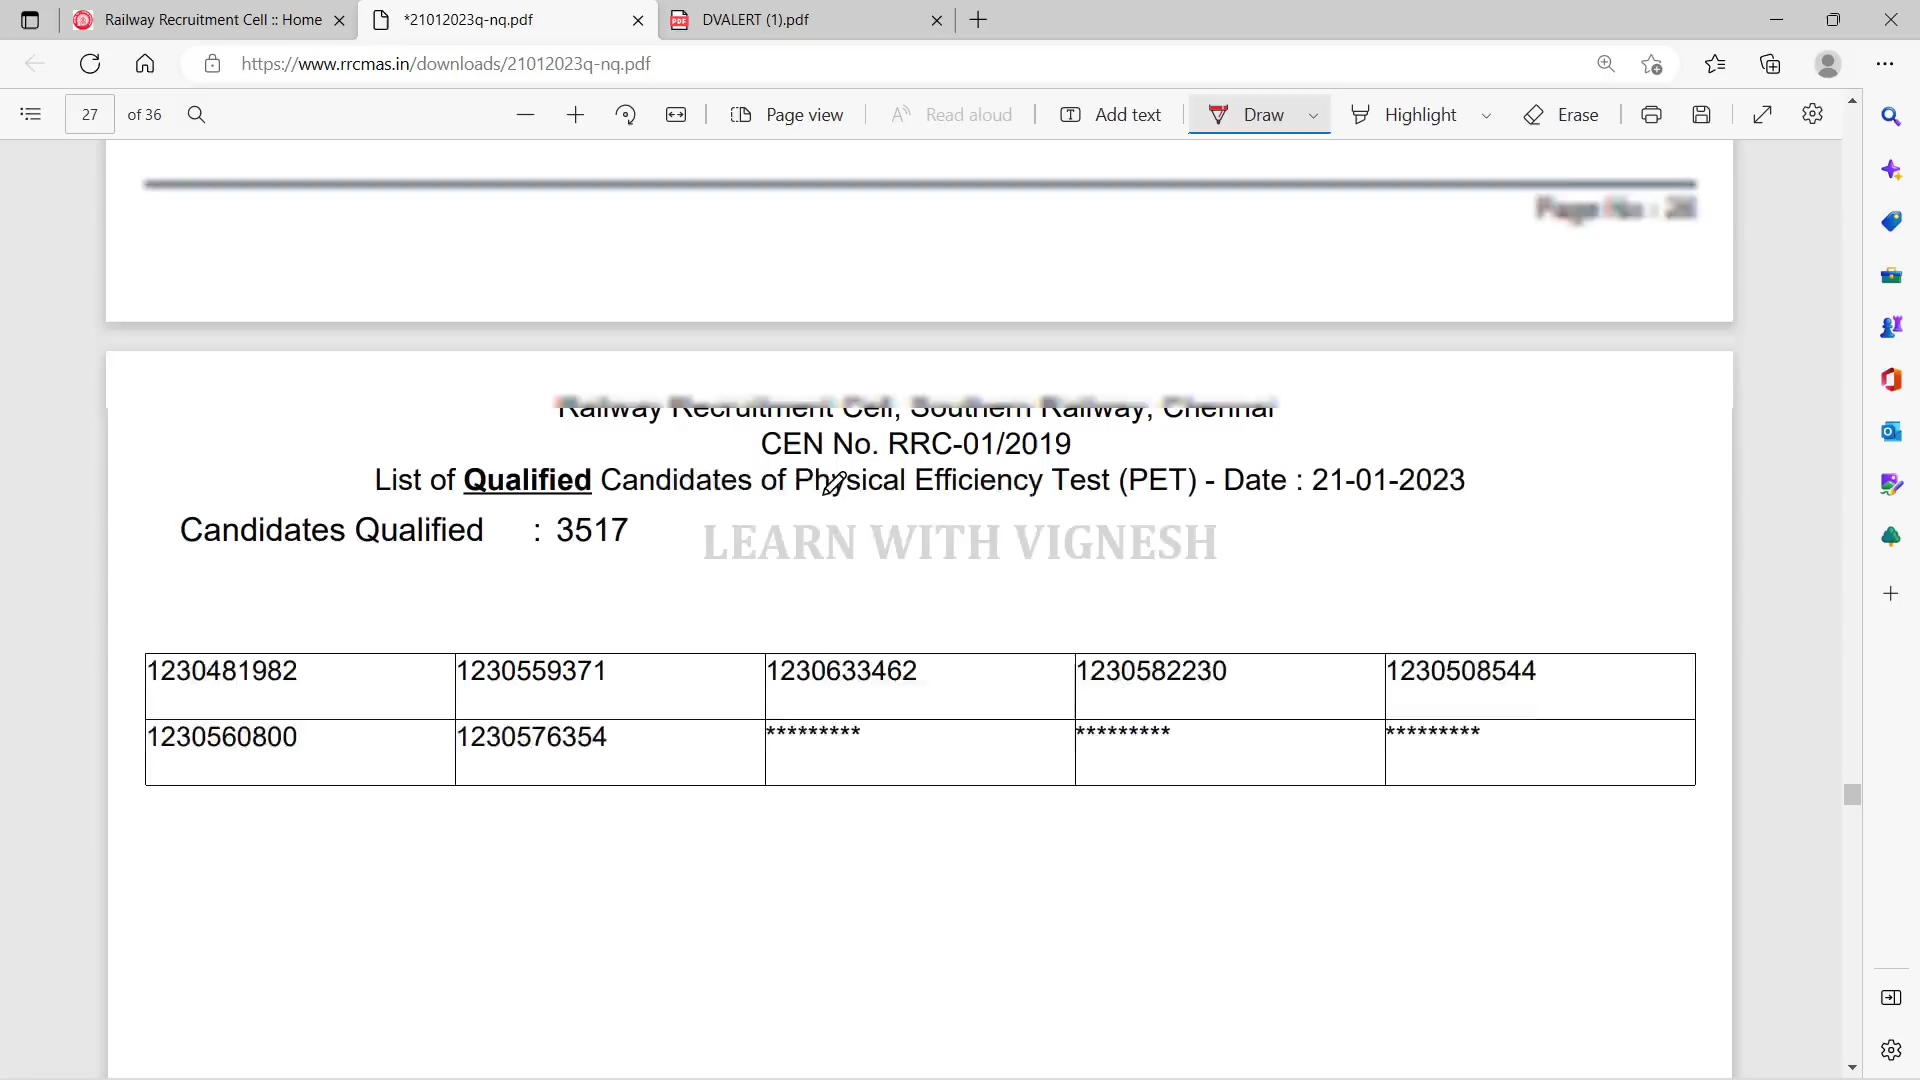 Railway Recruitment Cell :: Home
*21012023q-nq.pdf
DVALERT (1).pdf
https://www.rrcmas.in/downloads/21012023q-nq.pdf
27 of 36
Page view
Read aloud
Add text
Draw
Highlight
Erase
Page No : 26
Railway Recruitment Cell, Southern Railway, Chennai
CEN No. RRC-01/2019
List of Qualified Candidates of Physical Efficiency Test (PET) - Date : 21-01-2023
Candidates Qualified : 3517
LEARN WITH VIGNESH
1230481982 1230559371 1230633462 1230582230 1230508544
1230560800 1230576354 ********* ********* *********